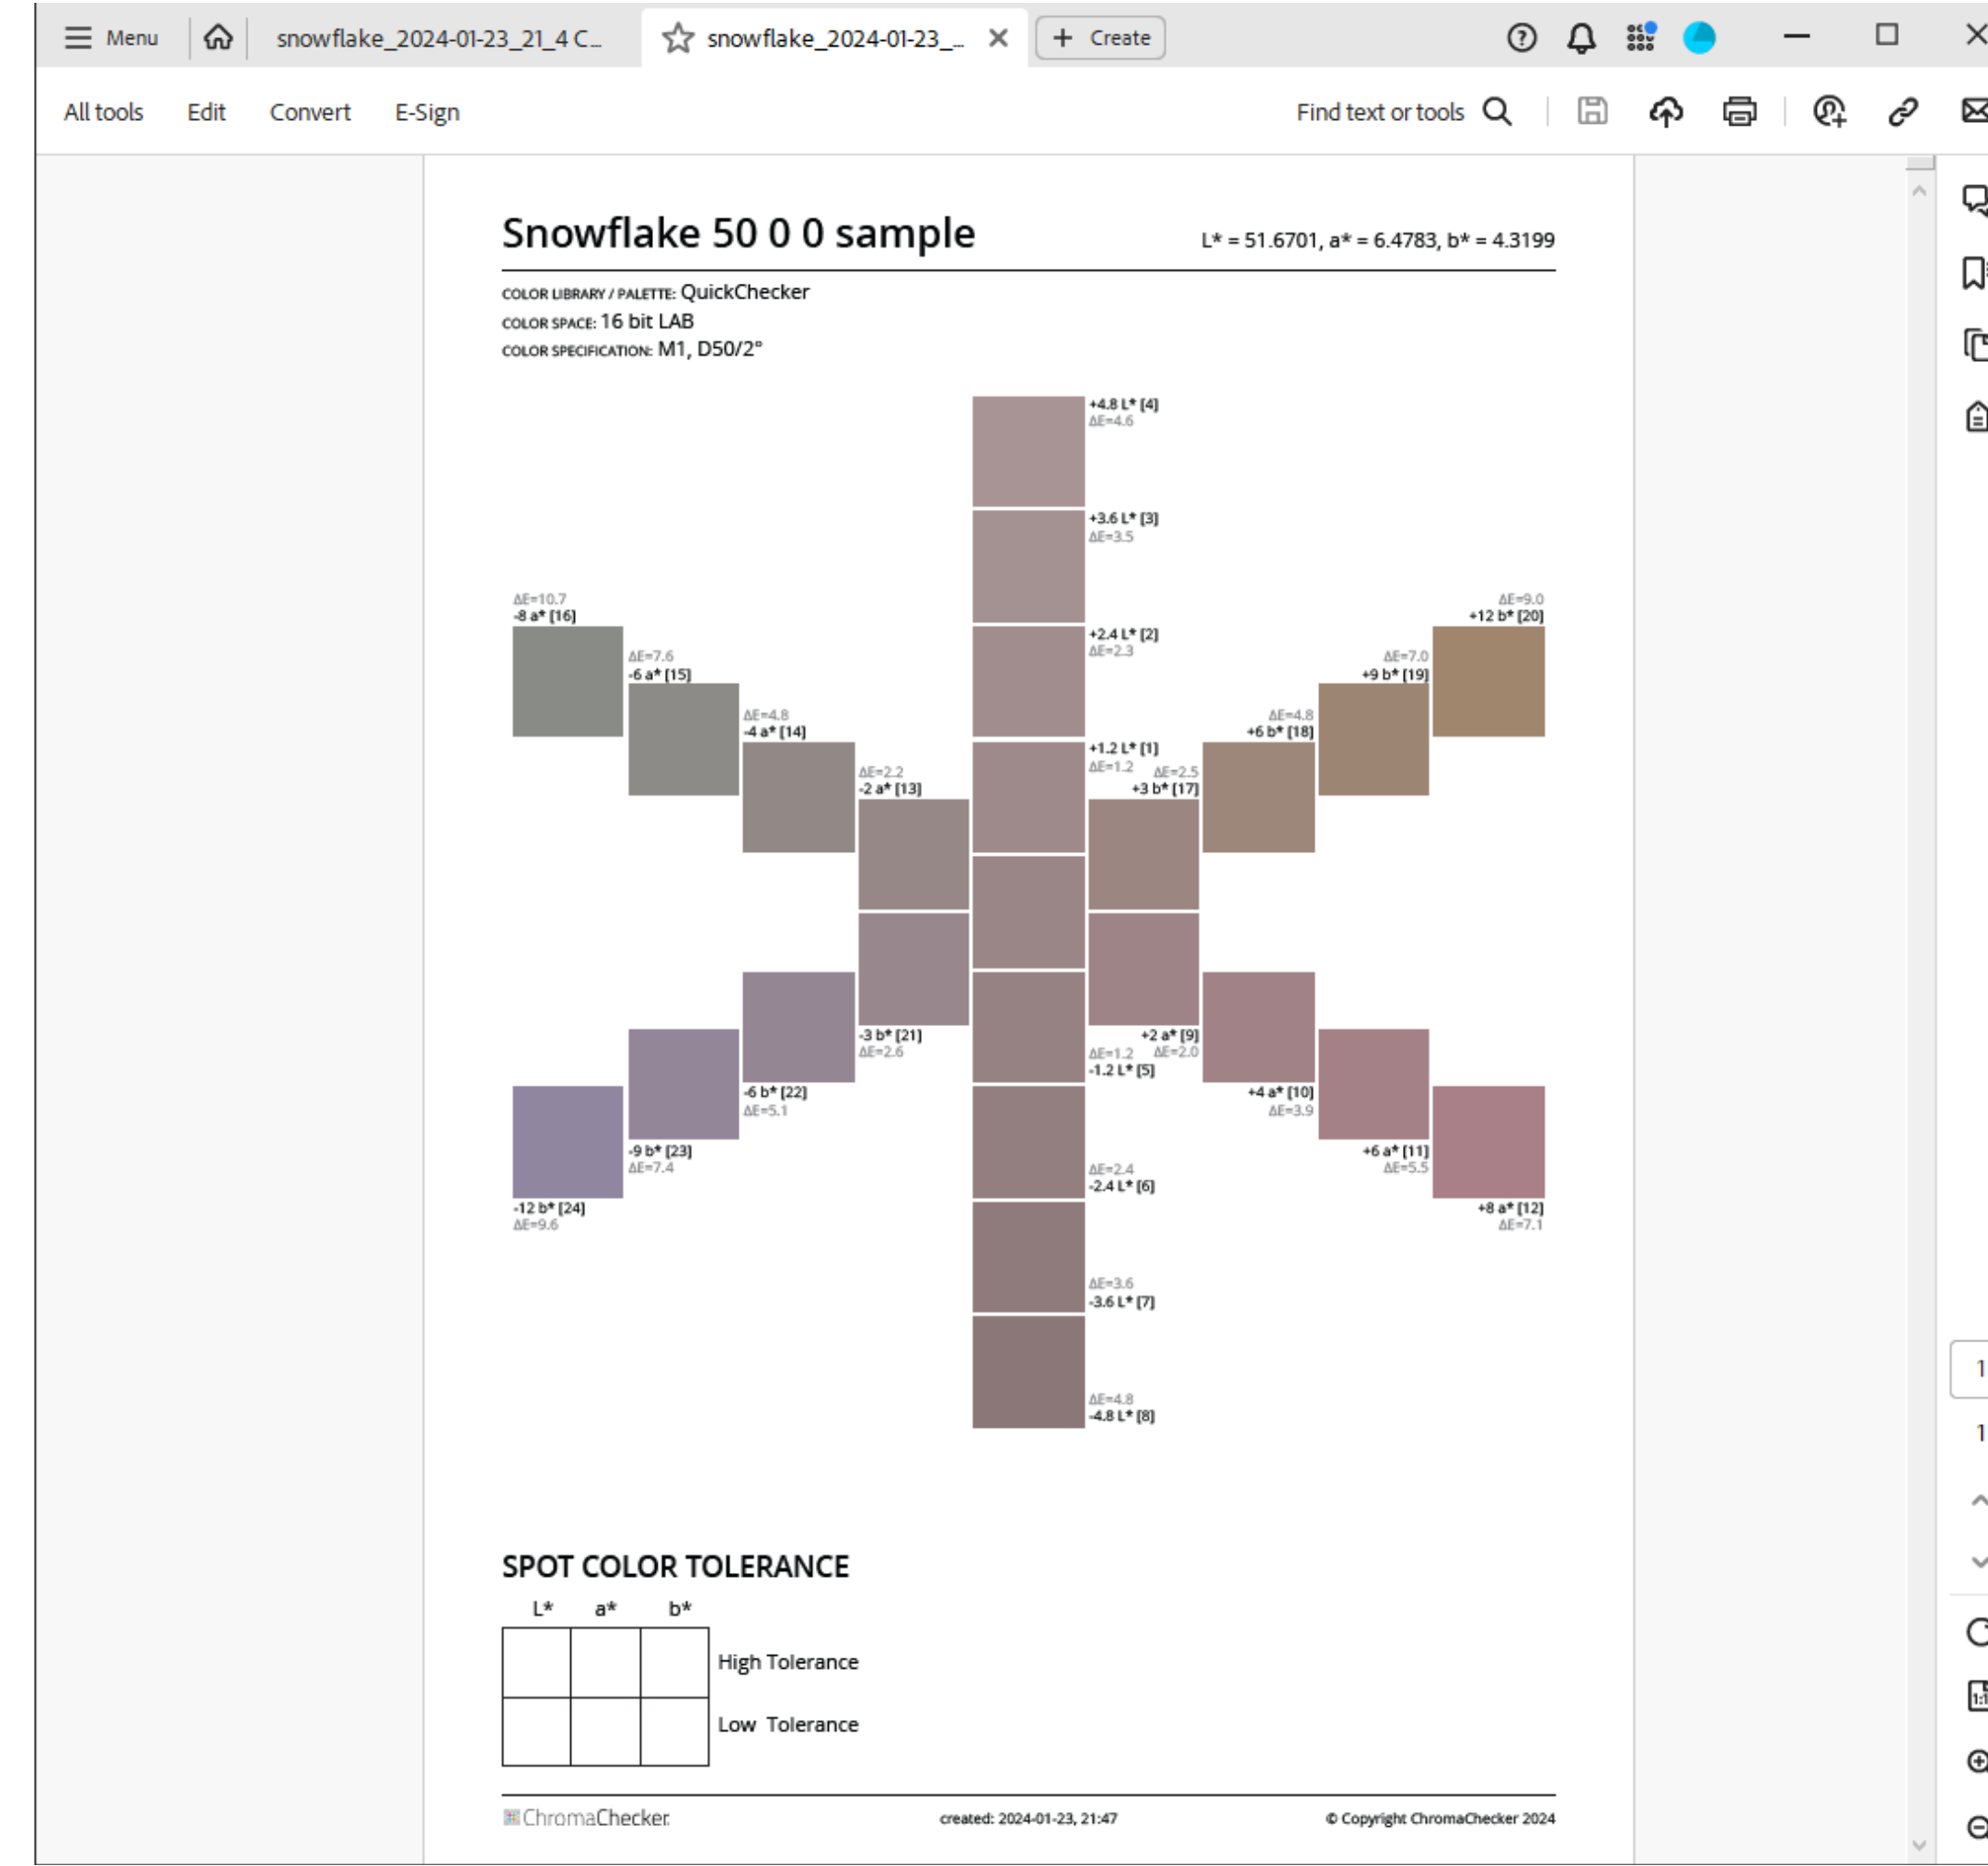 Menu
snowflake_2024-01-23_21_4 C...
snowflake_2024-01-23_...
+ Create
All tools
Edit
Convert
E-Sign
Find text or tools
Snowflake 50 0 0 sample
L* = 51.6701, a* = 6.4783, b* = 4.3199
COLOR LIBRARY / PALETTE: QuickChecker
COLOR SPACE: 16 bit LAB
COLOR SPECIFICATION: M1, D50/2°
+4.8 L* [4]
ΔE=4.6
+3.6 L* [3]
ΔE=3.5
ΔE=10.7
-8 a* [16]
ΔE=9.0
+12 b* [20]
+2.4 L* [2]
ΔE=2.3
ΔE=7.6
-6 a* [15]
ΔE=7.0
+9 b* [19]
ΔE=4.8
-4 a* [14]
ΔE=4.8
+6 b* [18]
+1.2 L* [1]
ΔE=1.2
ΔE=2.2
-2 a* [13]
ΔE=2.5
+3 b* [17]
-3 b* [21]
ΔE=2.6
+2 a* [9]
ΔE=2.0
ΔE=1.2
-1.2 L* [5]
-6 b* [22]
ΔE=5.1
+4 a* [10]
ΔE=3.9
-9 b* [23]
ΔE=7.4
+6 a* [11]
ΔE=5.5
ΔE=2.4
-2.4 L* [6]
-12 b* [24]
ΔE=9.6
+8 a* [12]
ΔE=7.1
ΔE=3.6
-3.6 L* [7]
ΔE=4.8
-4.8 L* [8]
1
1
SPOT COLOR TOLERANCE
L* a* b*
High Tolerance
Low Tolerance
ChromaChecker
created: 2024-01-23, 21:47
© Copyright ChromaChecker 2024